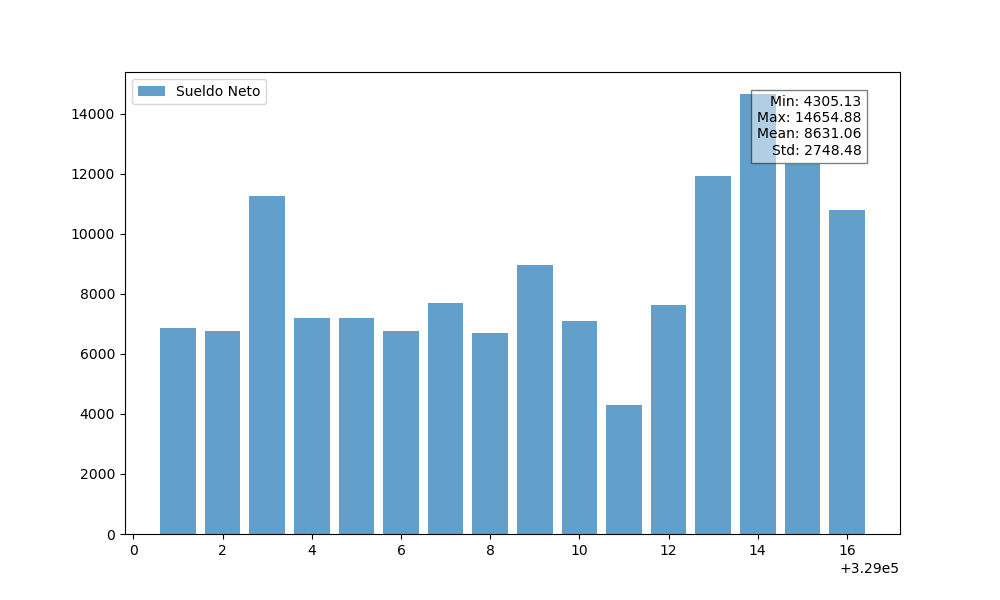 Sueldo Neto
Min: 4305.13
Max: 14654.88
Mean: 8631.06
Std: 2748.48
14000
12000
10000
8000
6000
4000
2000
0
0 2 4 6 8 10 12 14 16
+3.29e5